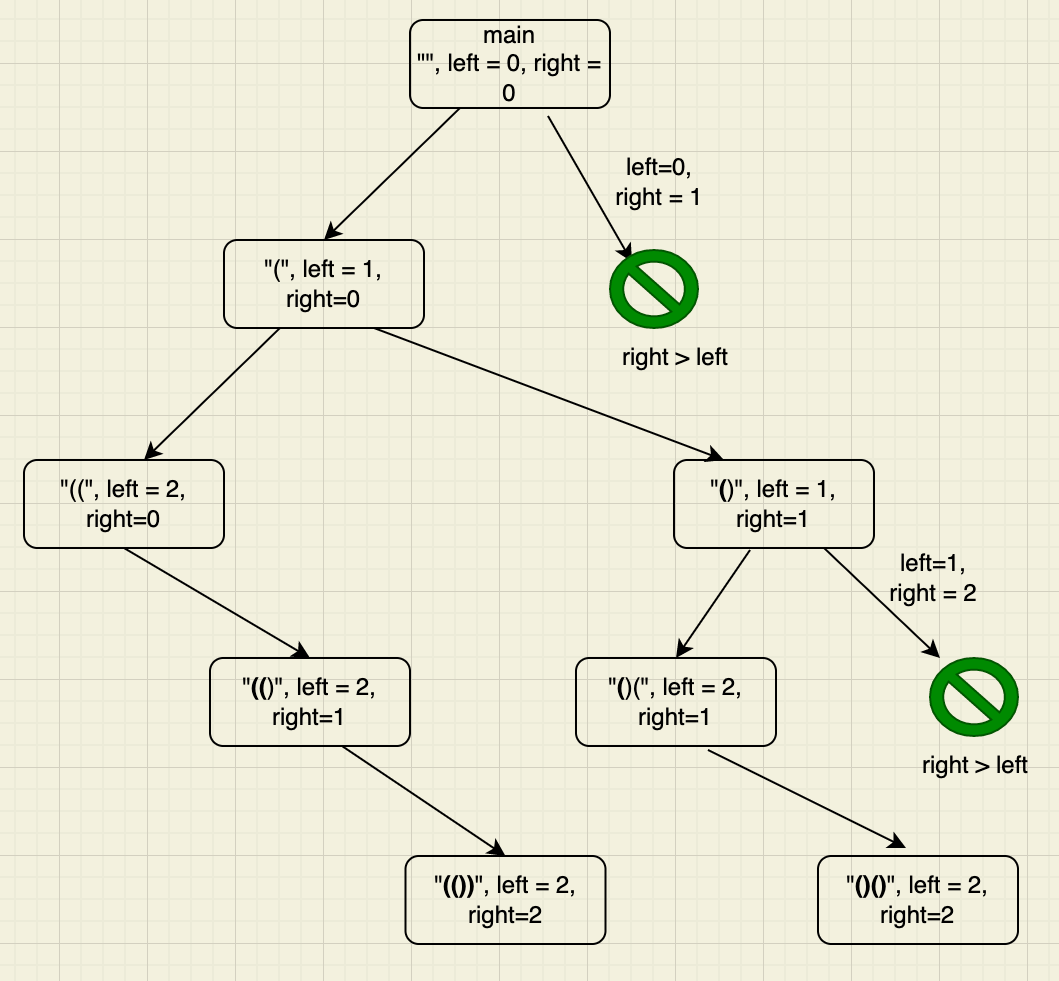 main
"", left = 0, right =
0
left=0,
right = 1
"(", left = 1,
right=0
right > left
"((", left = 2,
right=0
"()", left = 1,
right=1
left=1,
right = 2
"(()", left = 2,
right=1
"()(", left = 2,
right=1
right > left
"(())", left = 2,
right=2
"()()", left = 2,
right=2